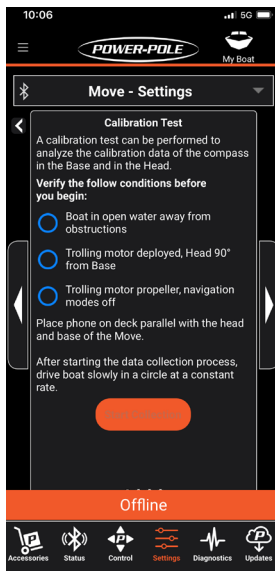 10:06
5G
POWER-POLE
My Boat
Move - Settings
Calibration Test
A calibration test can be performed to
analyze the calibration data of the compass
in the Base and in the Head.
Verify the follow conditions before
you begin:
Boat in open water away from
obstructions
Trolling motor deployed, Head 90°
from Base
Trolling motor propeller, navigation
modes off
Place phone on deck parallel with the head
and base of the Move.
After starting the data collection process,
drive boat slowly in a circle at a constant
rate.
Offline
Accessories
Status
Control
Settings
Diagnostics
Updates